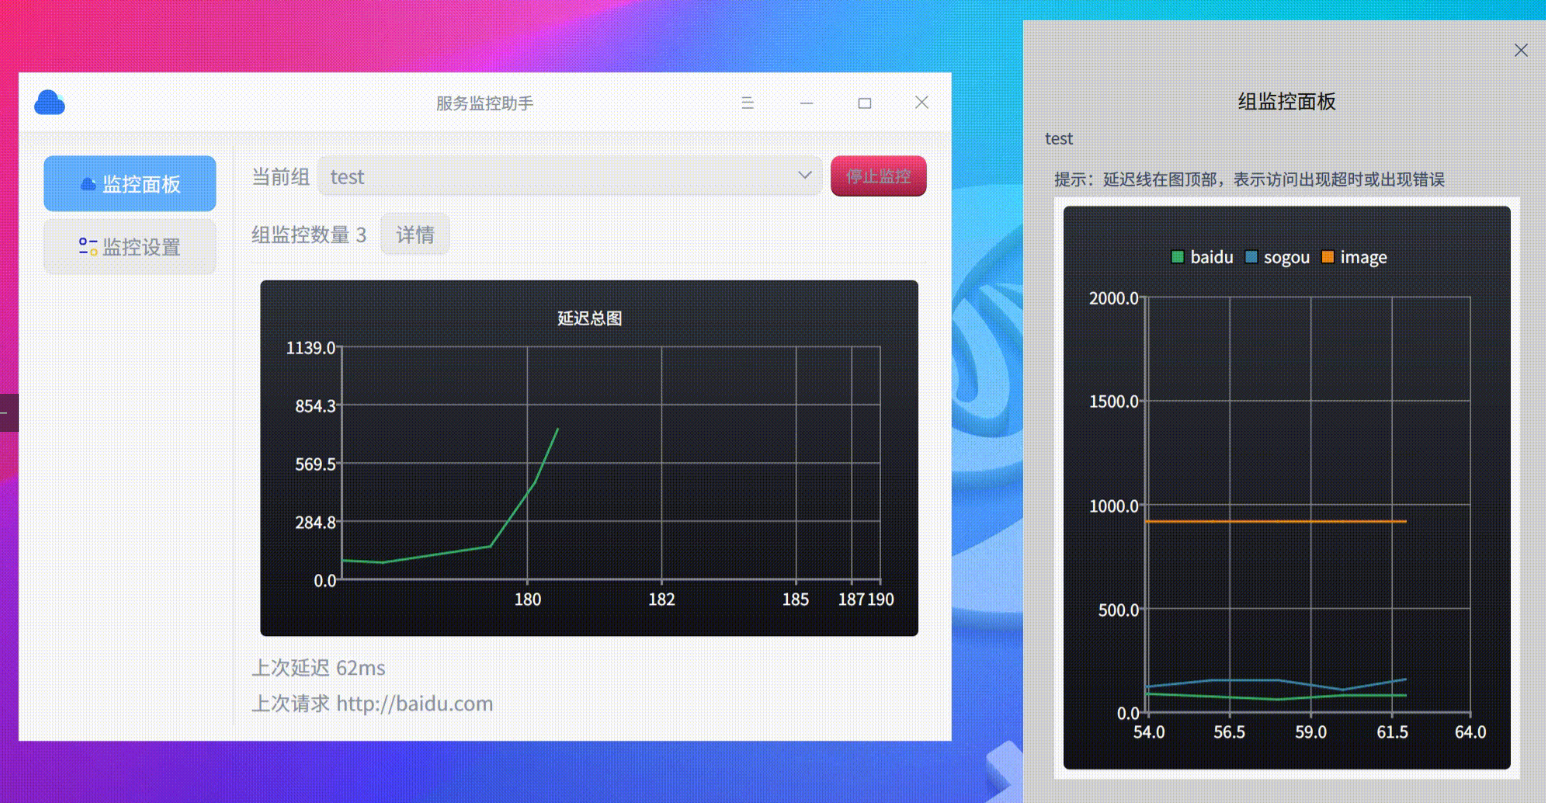 服务监控助手
监控面板
监控设置
当前组 test 停止监控
组监控数量 3 详情
延迟总图
1139.0
854.3
569.5
284.8
0.0
180 182 185 187 190
上次延迟 62ms
上次请求 http://baidu.com
组监控面板
test
提示：延迟线在图顶部，表示访问出现超时或出现错误
baidu sogou image
2000.0
1500.0
1000.0
500.0
0.0
54.0 56.5 59.0 61.5 64.0